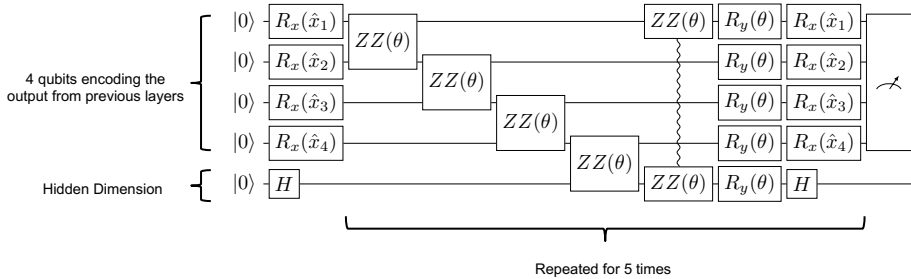 |0⟩ R_x(x̂_1) ZZ(θ) ZZ(θ) R_y(θ) R_x(x̂_1)
|0⟩ R_x(x̂_2) ZZ(θ) R_y(θ) R_x(x̂_2)
4 qubits encoding the
output from previous layers
|0⟩ R_x(x̂_3) ZZ(θ) R_y(θ) R_x(x̂_3)
|0⟩ R_x(x̂_4) ZZ(θ) R_y(θ) R_x(x̂_4)
Hidden Dimension
|0⟩ H ZZ(θ) R_y(θ) H
Repeated for 5 times